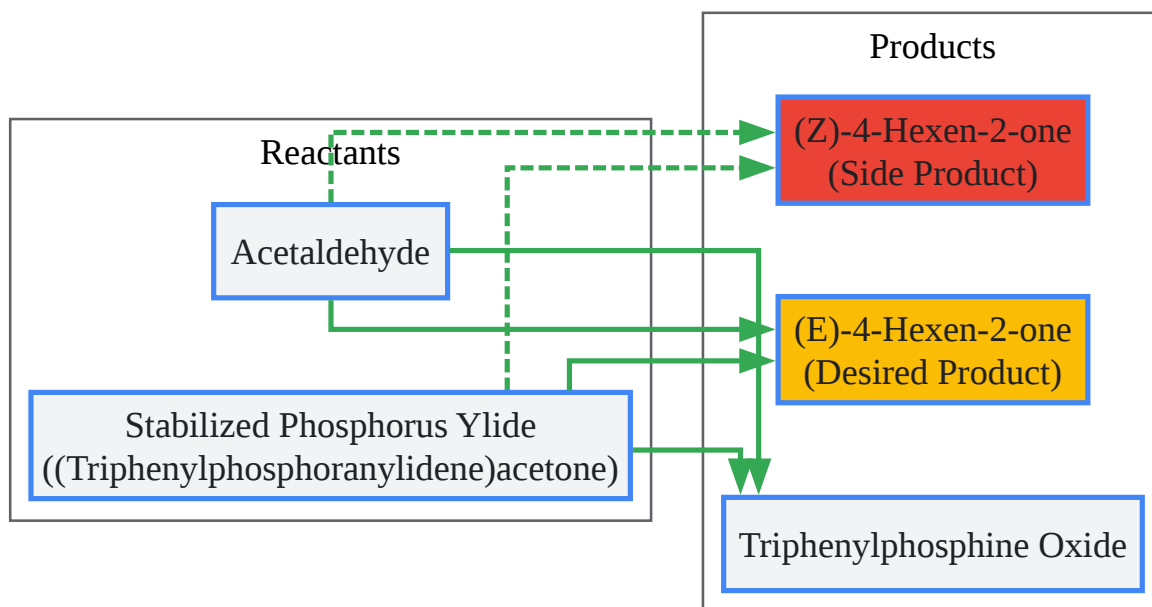 Products
(Z)-4-Hexen-2-one
(Side Product)
Reactants
Acetaldehyde
(E)-4-Hexen-2-one
(Desired Product)
Stabilized Phosphorus Ylide
((Triphenylphosphoranylidene)acetone)
Triphenylphosphine Oxide